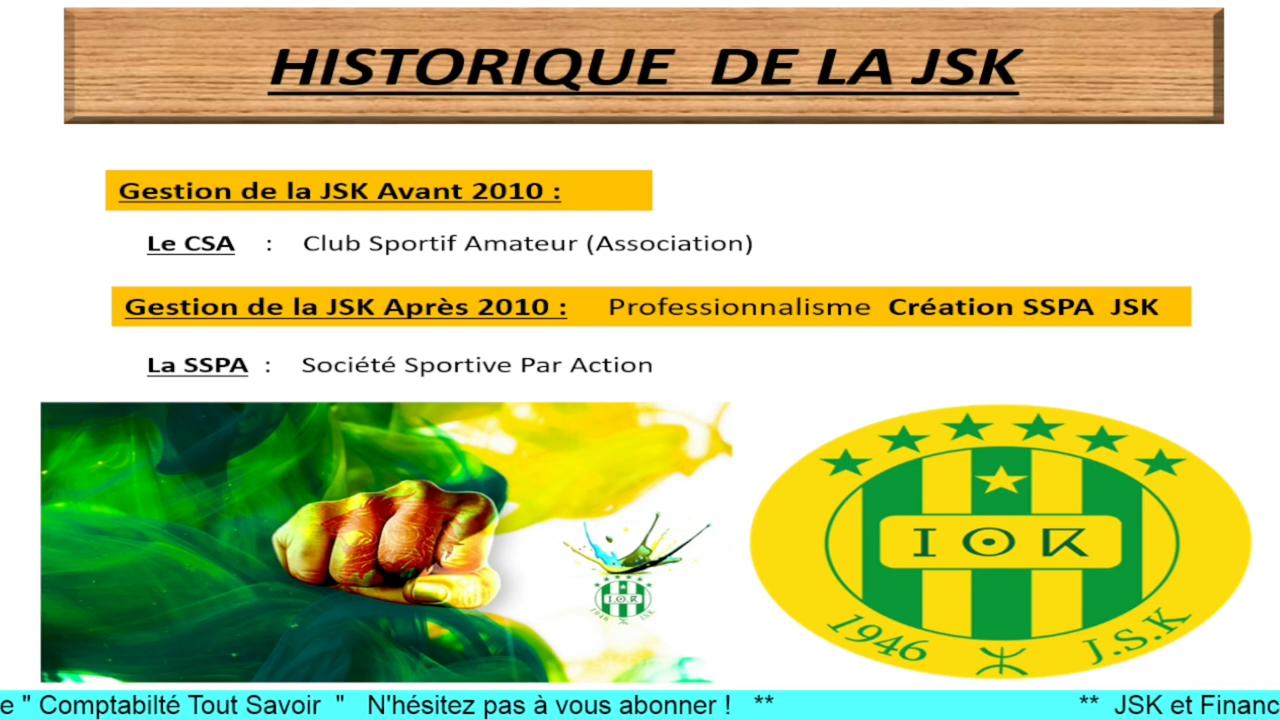 HISTORIQUE DE LA JSK
Gestion de la JSK Avant 2010 :
Le CSA : Club Sportif Amateur (Association)
Gestion de la JSK Après 2010 : Professionnalisme Création SSPA JSK
La SSPA : Société Sportive Par Action
ⵊⵙⴽ
1946 ⵣ J.S.K
e " Comptabilté Tout Savoir " N'hésitez pas à vous abonner ! ** ** JSK et Financ